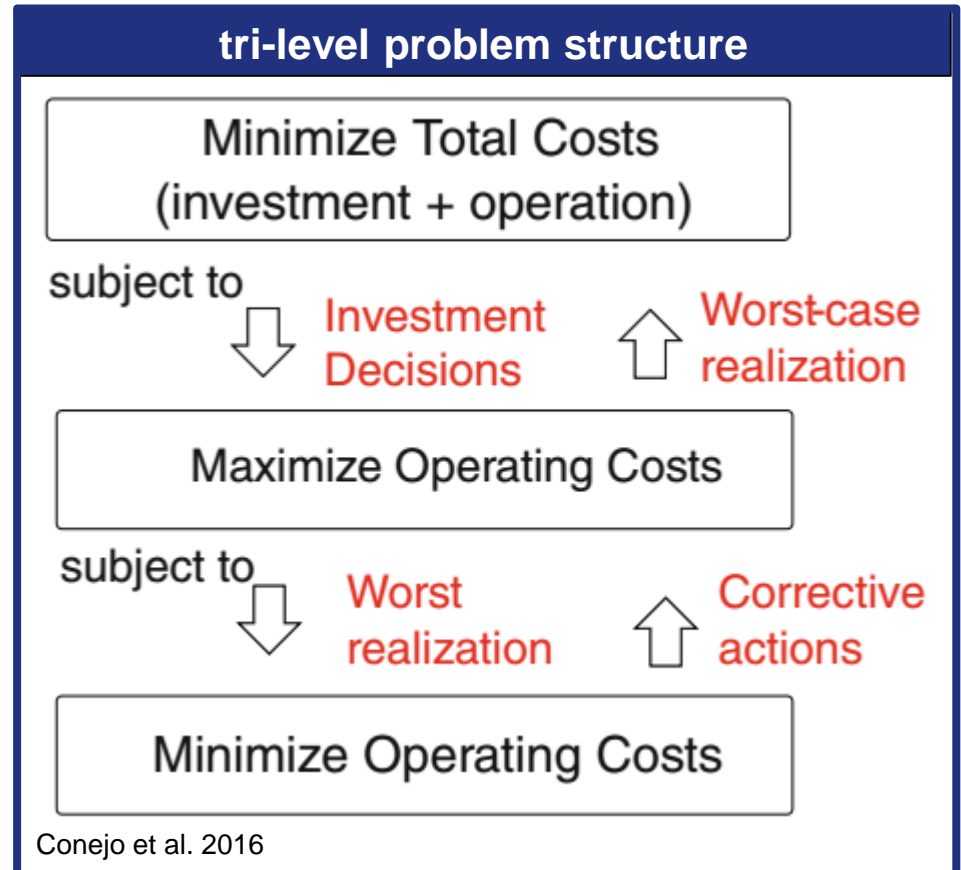 tri-level problem structure
Minimize Total Costs
(investment + operation)
subject to
Investment
Decisions
Worst-case
realization
Maximize Operating Costs
subject to
Worst
realization
Corrective
actions
Minimize Operating Costs
Conejo et al. 2016